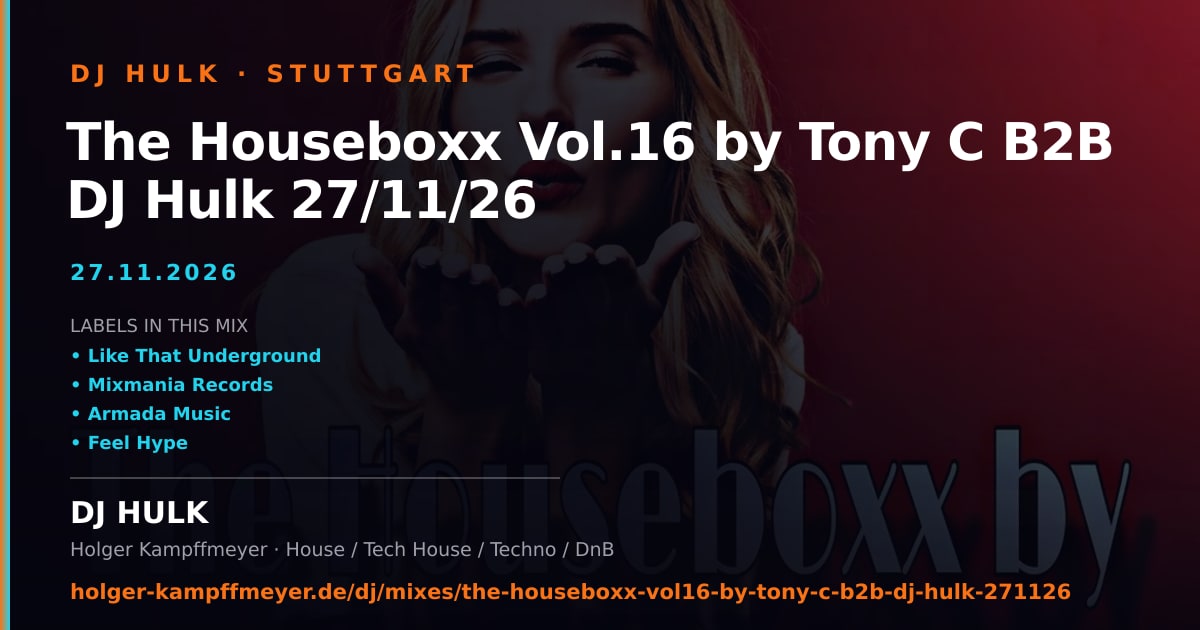 DJ HULK · STUTTGART
The Houseboxx Vol.16 by Tony C B2B
DJ Hulk 27/11/26
27.11.2026
LABELS IN THIS MIX
• Like That Underground
• Mixmania Records
• Armada Music
• Feel Hype
The Houseboxx by
DJ HULK
Holger Kampffmeyer · House / Tech House / Techno / DnB
holger-kampffmeyer.de/dj/mixes/the-houseboxx-vol16-by-tony-c-b2b-dj-hulk-271126